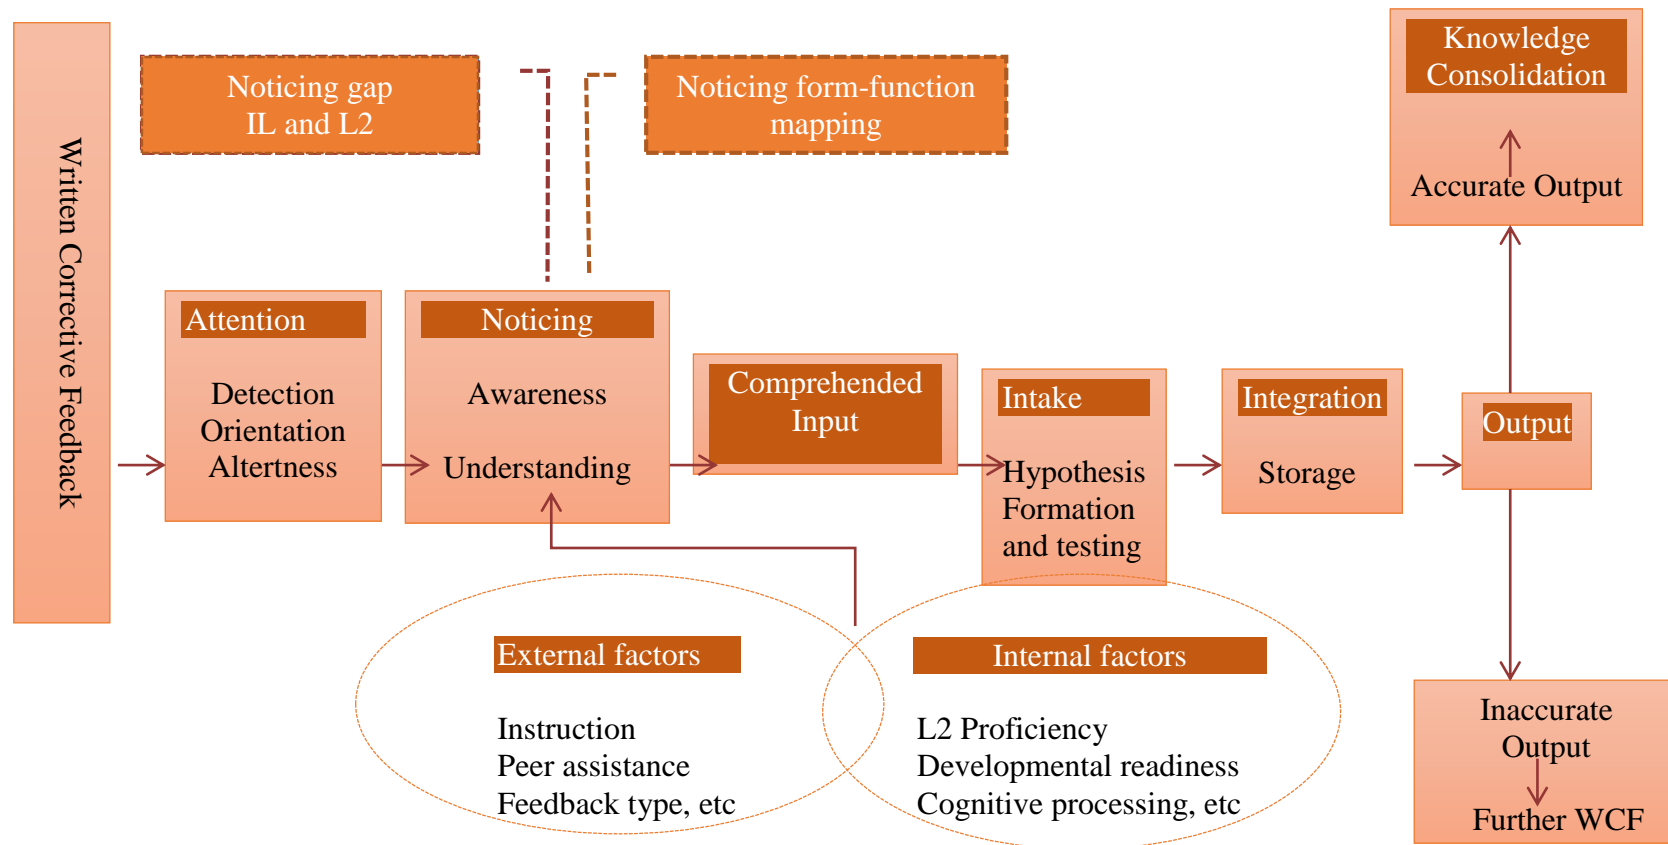 Written Corrective Feedback
Noticing gap
IL and L2
Noticing form-function
mapping
Attention
Detection
Orientation
Altertness
Noticing
Awareness
Understanding
Comprehended
Input
Intake
Hypothesis
Formation
and testing
Integration
Storage
Output
Knowledge
Consolidation
Accurate Output
Inaccurate
Output
Further WCF
External factors
Instruction
Peer assistance
Feedback type, etc
Internal factors
L2 Proficiency
Developmental readiness
Cognitive processing, etc